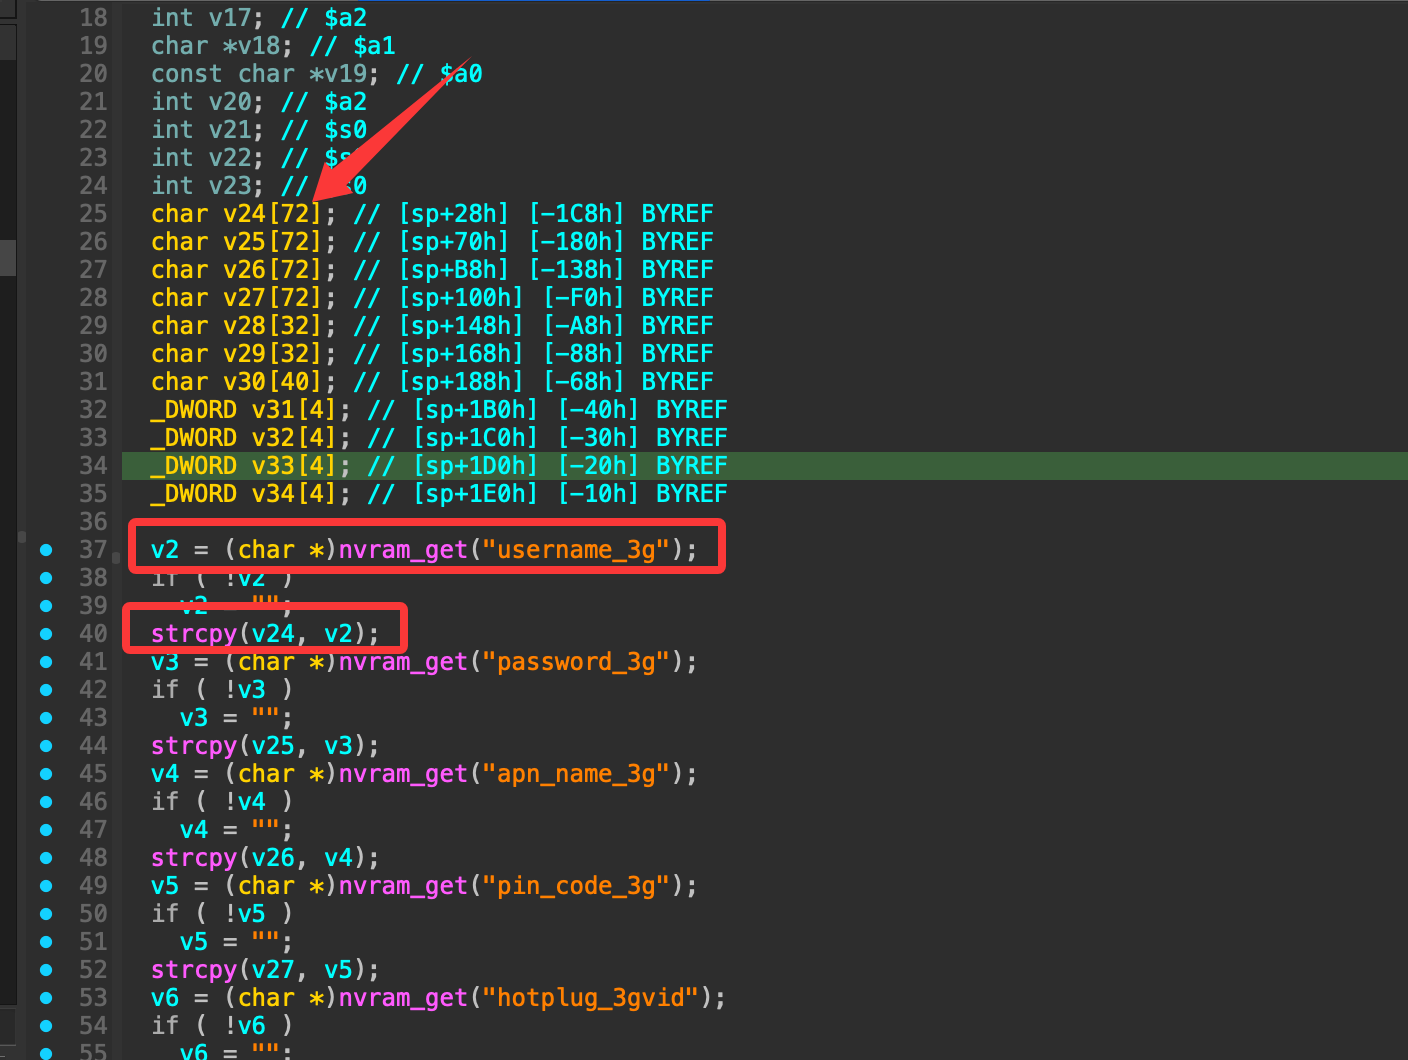 18 int v17; // $a2
19 char *v18; // $a1
20 const char *v19; // $a0
21 int v20; // $a2
22 int v21; // $s0
23 int v22; // $s
24 int v23; // 0
25 char v24[72]; // [sp+28h] [-1C8h] BYREF
26 char v25[72]; // [sp+70h] [-180h] BYREF
27 char v26[72]; // [sp+B8h] [-138h] BYREF
28 char v27[72]; // [sp+100h] [-F0h] BYREF
29 char v28[32]; // [sp+148h] [-A8h] BYREF
30 char v29[32]; // [sp+168h] [-88h] BYREF
31 char v30[40]; // [sp+188h] [-68h] BYREF
32 _DWORD v31[4]; // [sp+1B0h] [-40h] BYREF
33 _DWORD v32[4]; // [sp+1C0h] [-30h] BYREF
34 _DWORD v33[4]; // [sp+1D0h] [-20h] BYREF
35 _DWORD v34[4]; // [sp+1E0h] [-10h] BYREF
36
37 v2 = (char *)nvram_get("username_3g");
38 if ( !v2 )
39 v2 = "";
40 strcpy(v24, v2);
41 v3 = (char *)nvram_get("password_3g");
42 if ( !v3 )
43 v3 = "";
44 strcpy(v25, v3);
45 v4 = (char *)nvram_get("apn_name_3g");
46 if ( !v4 )
47 v4 = "";
48 strcpy(v26, v4);
49 v5 = (char *)nvram_get("pin_code_3g");
50 if ( !v5 )
51 v5 = "";
52 strcpy(v27, v5);
53 v6 = (char *)nvram_get("hotplug_3gvid");
54 if ( !v6 )
55 v6 = "";